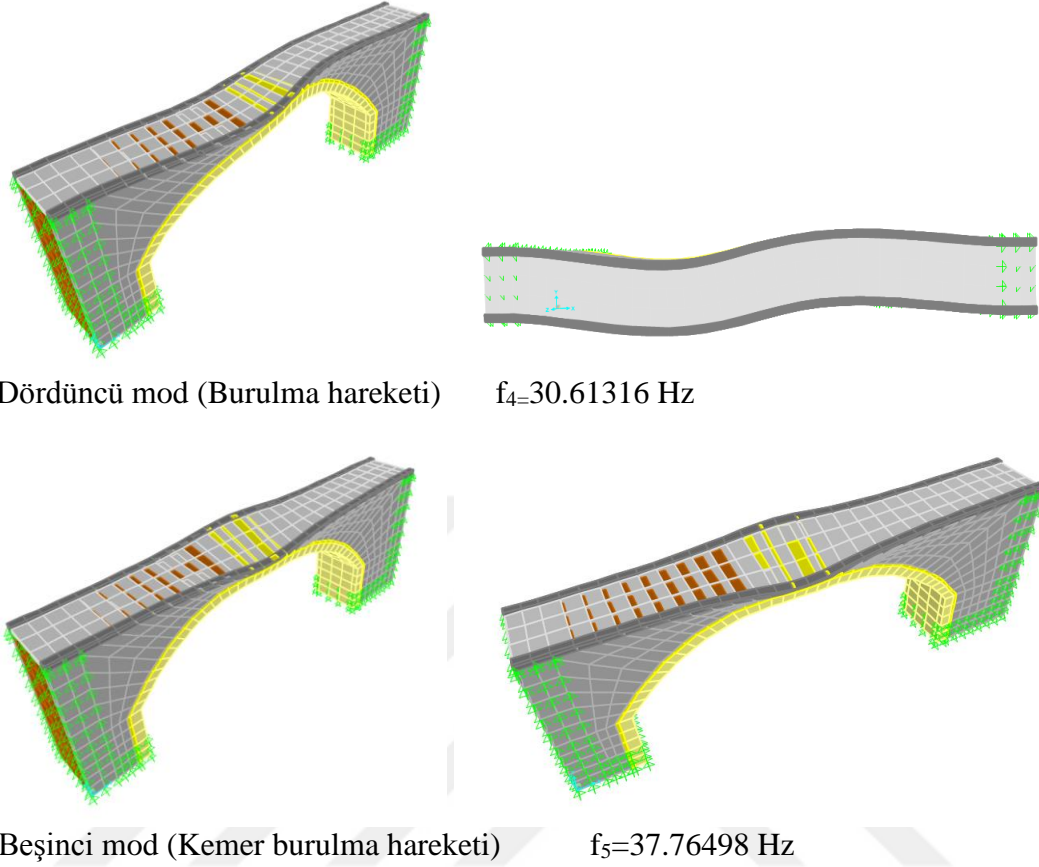 Dördüncü mod (Burulma hareketi) f4=30.61316 Hz
Beşinci mod (Kemer burulma hareketi) f5=37.76498 Hz